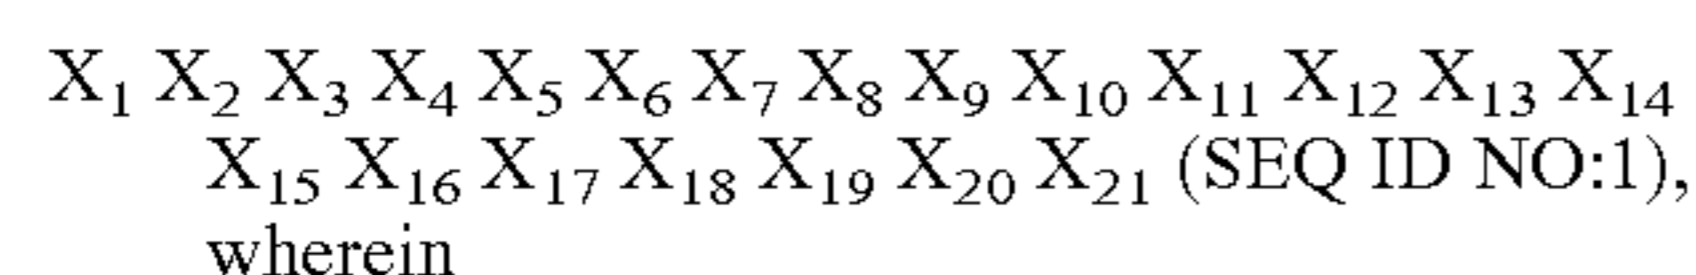 X₁ X₂ X₃ X₄ X₅ X₆ X₇ X₈ X₉ X₁₀ X₁₁ X₁₂ X₁₃ X₁₄
X₁₅ X₁₆ X₁₇ X₁₈ X₁₉ X₂₀ X₂₁ (SEQ ID NO:1),
wherein